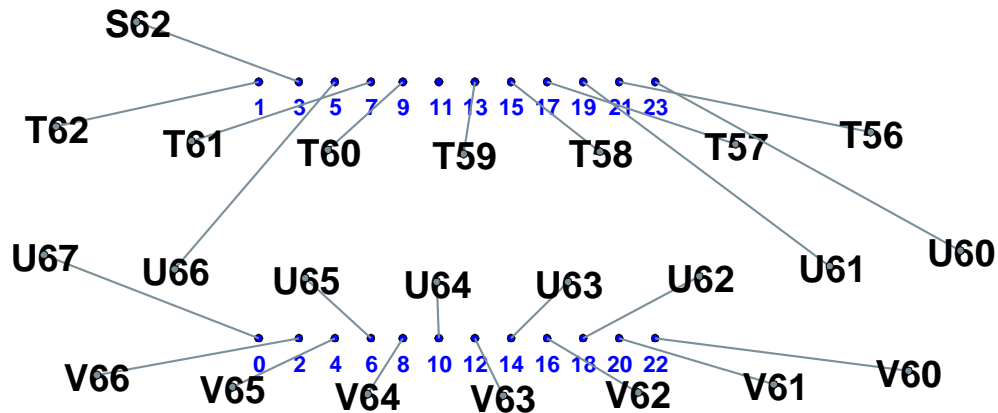 S62
1 3 5 7 9 11 13 15 17 19 21 23
T62 T61 T60 T59 T58 T57 T56
U67 U66 U65 U64 U63 U62 U61 U60
0 2 4 6 8 10 12 14 16 18 20 22
V66 V65 V64 V63 V62 V61 V60